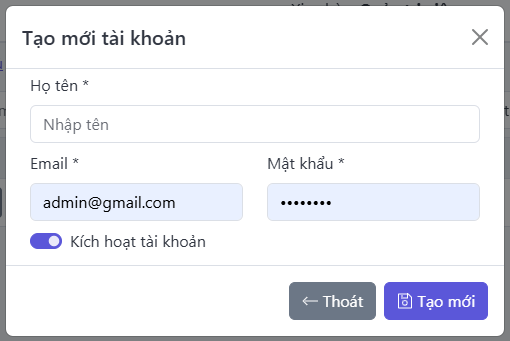 Tạo mới tài khoản
Họ tên *
Nhập tên
Email *
Mật khẩu *
admin@gmail.com
••••••••
Kích hoạt tài khoản
Thoát
Tạo mới